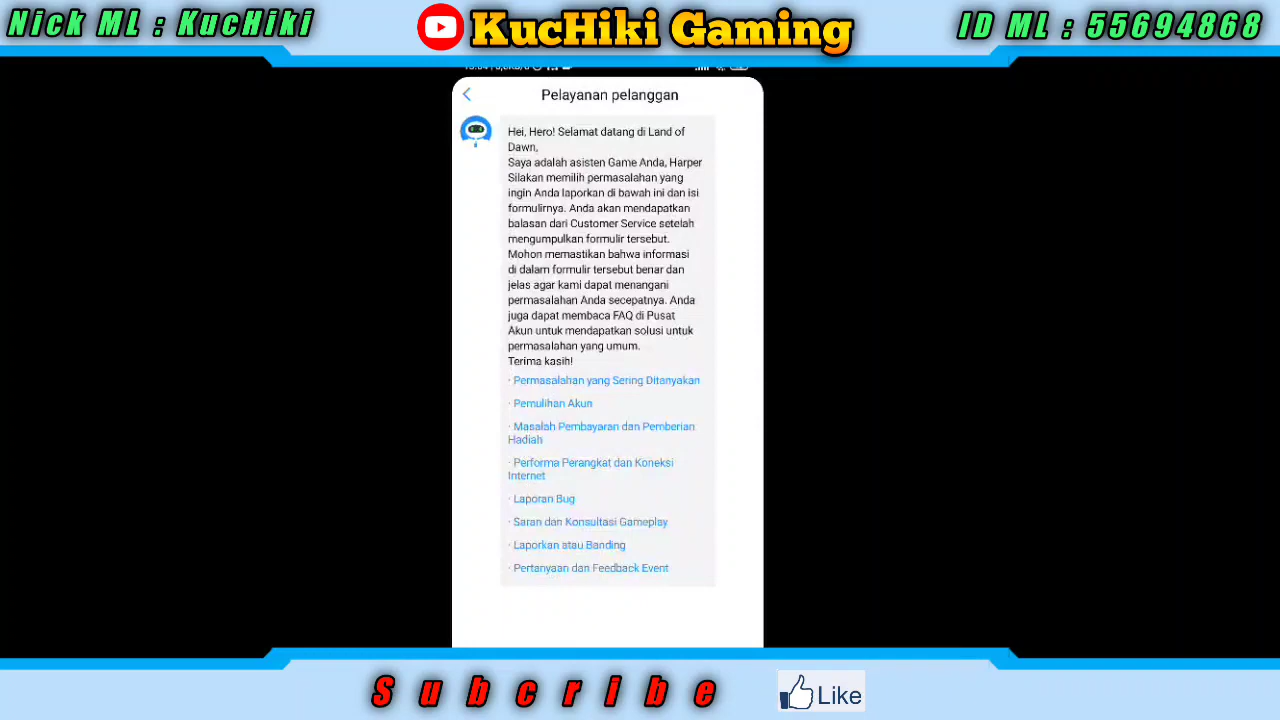 Nick ML : KucHiki
KucHiki Gaming
ID ML : 55694868
Pelayanan pelanggan
Hei, Hero! Selamat datang di Land of
Dawn,
Saya adalah asisten Game Anda, Harper
Silakan memilih permasalahan yang
ingin Anda laporkan di bawah ini dan isi
formulirnya. Anda akan mendapatkan
balasan dari Customer Service setelah
mengumpulkan formulir tersebut.
Mohon memastikan bahwa informasi
di dalam formulir tersebut benar dan
jelas agar kami dapat menangani
permasalahan Anda secepatnya. Anda
juga dapat membaca FAQ di Pusat
Akun untuk mendapatkan solusi untuk
permasalahan yang umum.
Terima kasih!
· Permasalahan yang Sering Ditanyakan
· Pemulihan Akun
· Masalah Pembayaran dan Pemberian
Hadiah
· Performa Perangkat dan Koneksi
Internet
· Laporan Bug
· Saran dan Konsultasi Gameplay
· Laporkan atau Banding
· Pertanyaan dan Feedback Event
Subcribe
Like